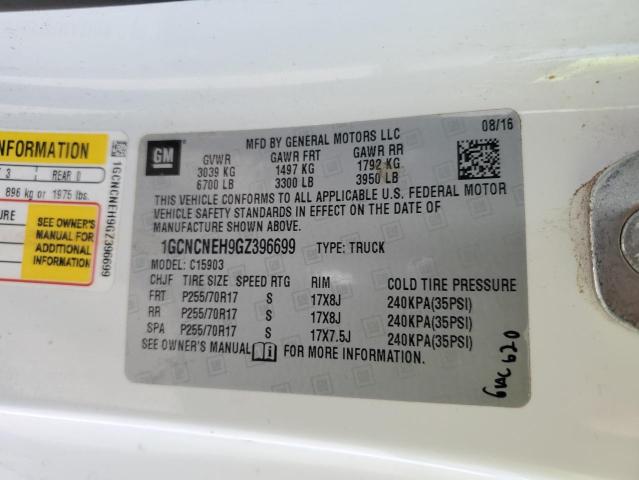 NFORMATION
3 REAR 0
896 kg or 1975 lbs.
SEE OWNER'S
MANUAL FOR
ADDITIONAL
INFORMATION
1GCNCNEH9GZ396699
GM
MFD BY GENERAL MOTORS LLC 08/16
GVWR GAWR FRT GAWR RR
3039 KG 1497 KG 1792 KG
6700 LB 3300 LB 3950 LB
THIS VEHICLE CONFORMS TO ALL APPLICABLE U.S. FEDERAL MOTOR
VEHICLE SAFETY STANDARDS IN EFFECT ON THE DATE OF
MANUFACTURE SHOWN ABOVE.
1GCNCNEH9GZ396699 TYPE: TRUCK
MODEL: C15903
CHJF TIRE SIZE SPEED RTG RIM COLD TIRE PRESSURE
FRT P255/70R17 S 17X8J 240KPA(35PSI)
RR P255/70R17 S 17X8J 240KPA(35PSI)
SPA P255/70R17 S 17X7.5J 240KPA(35PSI)
SEE OWNER'S MANUAL FOR MORE INFORMATION.